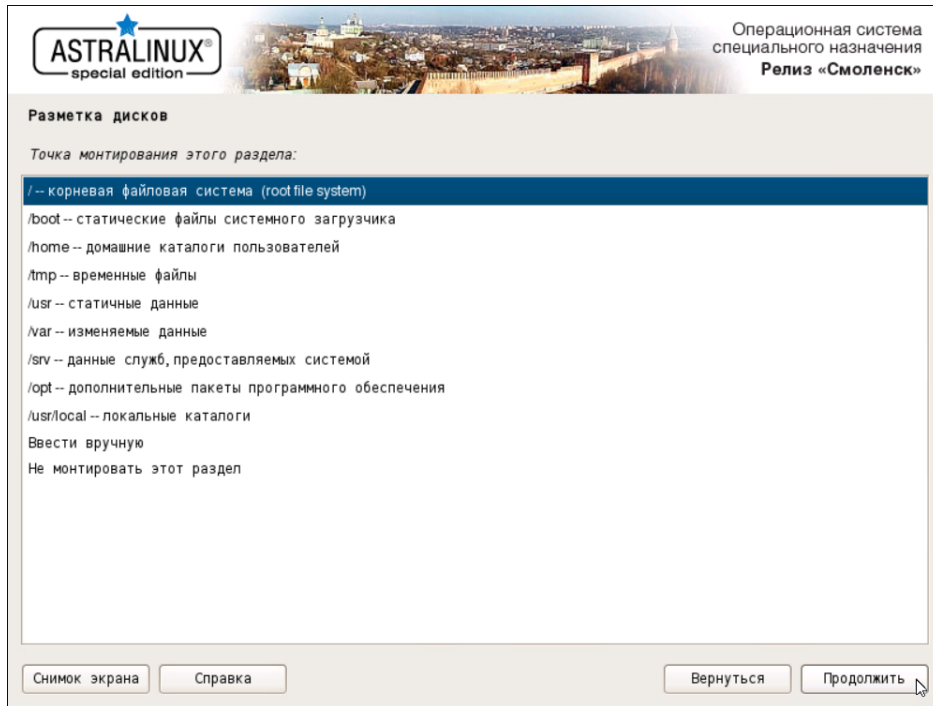 ASTRALINUX®
special edition
Операционная система
специального назначения
Релиз «Смоленск»
Разметка дисков
Точка монтирования этого раздела:
/ -- корневая файловая система (root file system)
/boot -- статические файлы системного загрузчика
/home -- домашние каталоги пользователей
/tmp -- временные файлы
/usr -- статичные данные
/var -- изменяемые данные
/srv -- данные служб, предоставляемых системой
/opt -- дополнительные пакеты программного обеспечения
/usr/local -- локальные каталоги
Ввести вручную
Не монтировать этот раздел
Снимок экрана Справка Вернуться Продолжить